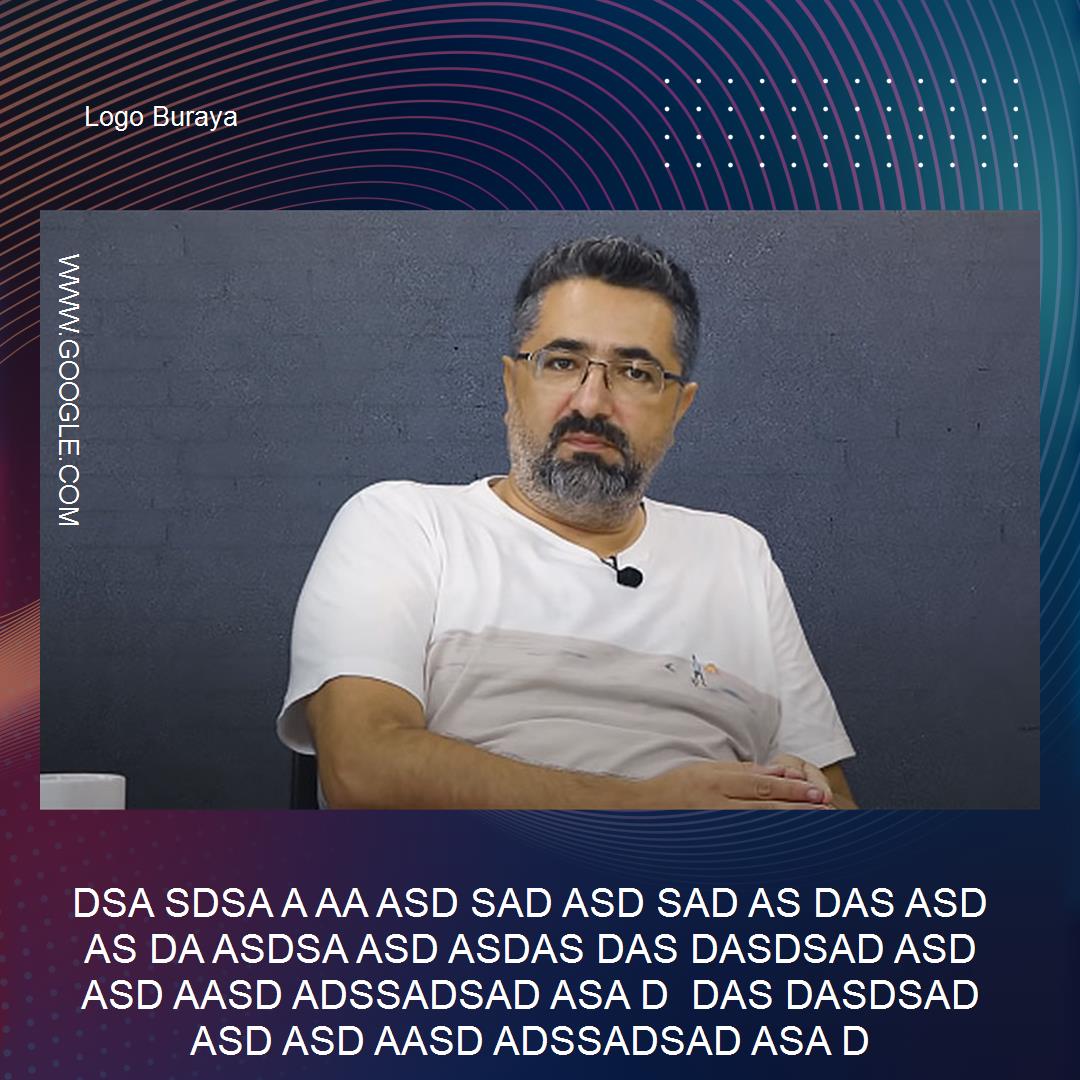 Logo Buraya
WWW.GOOGLE.COM
DSA SDSA A AA ASD SAD ASD SAD AS DAS ASD
AS DA ASDSA ASD ASDAS DAS DASDSAD ASD
ASD AASD ADSSADSAD ASA D  DAS DASDSAD
ASD ASD AASD ADSSADSAD ASA D